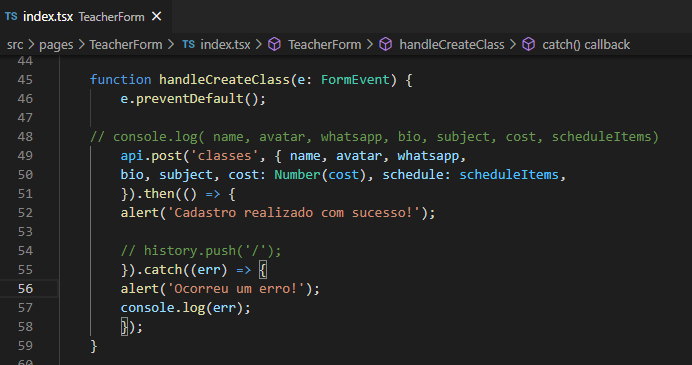 TS index.tsx TeacherForm ×
src > pages > TeacherForm > TS index.tsx > TeacherForm > handleCreateClass > catch() callback
44
45 function handleCreateClass(e: FormEvent) {
46 e.preventDefault();
47
48 // console.log( name, avatar, whatsapp, bio, subject, cost, scheduleItems)
49 api.post('classes', { name, avatar, whatsapp,
50 bio, subject, cost: Number(cost), schedule: scheduleItems,
51 }).then(() => {
52 alert('Cadastro realizado com sucesso!');
53
54 // history.push('/');
55 }).catch((err) => {
56 alert('Ocorreu um erro!');
57 console.log(err);
58 });
59 }
60